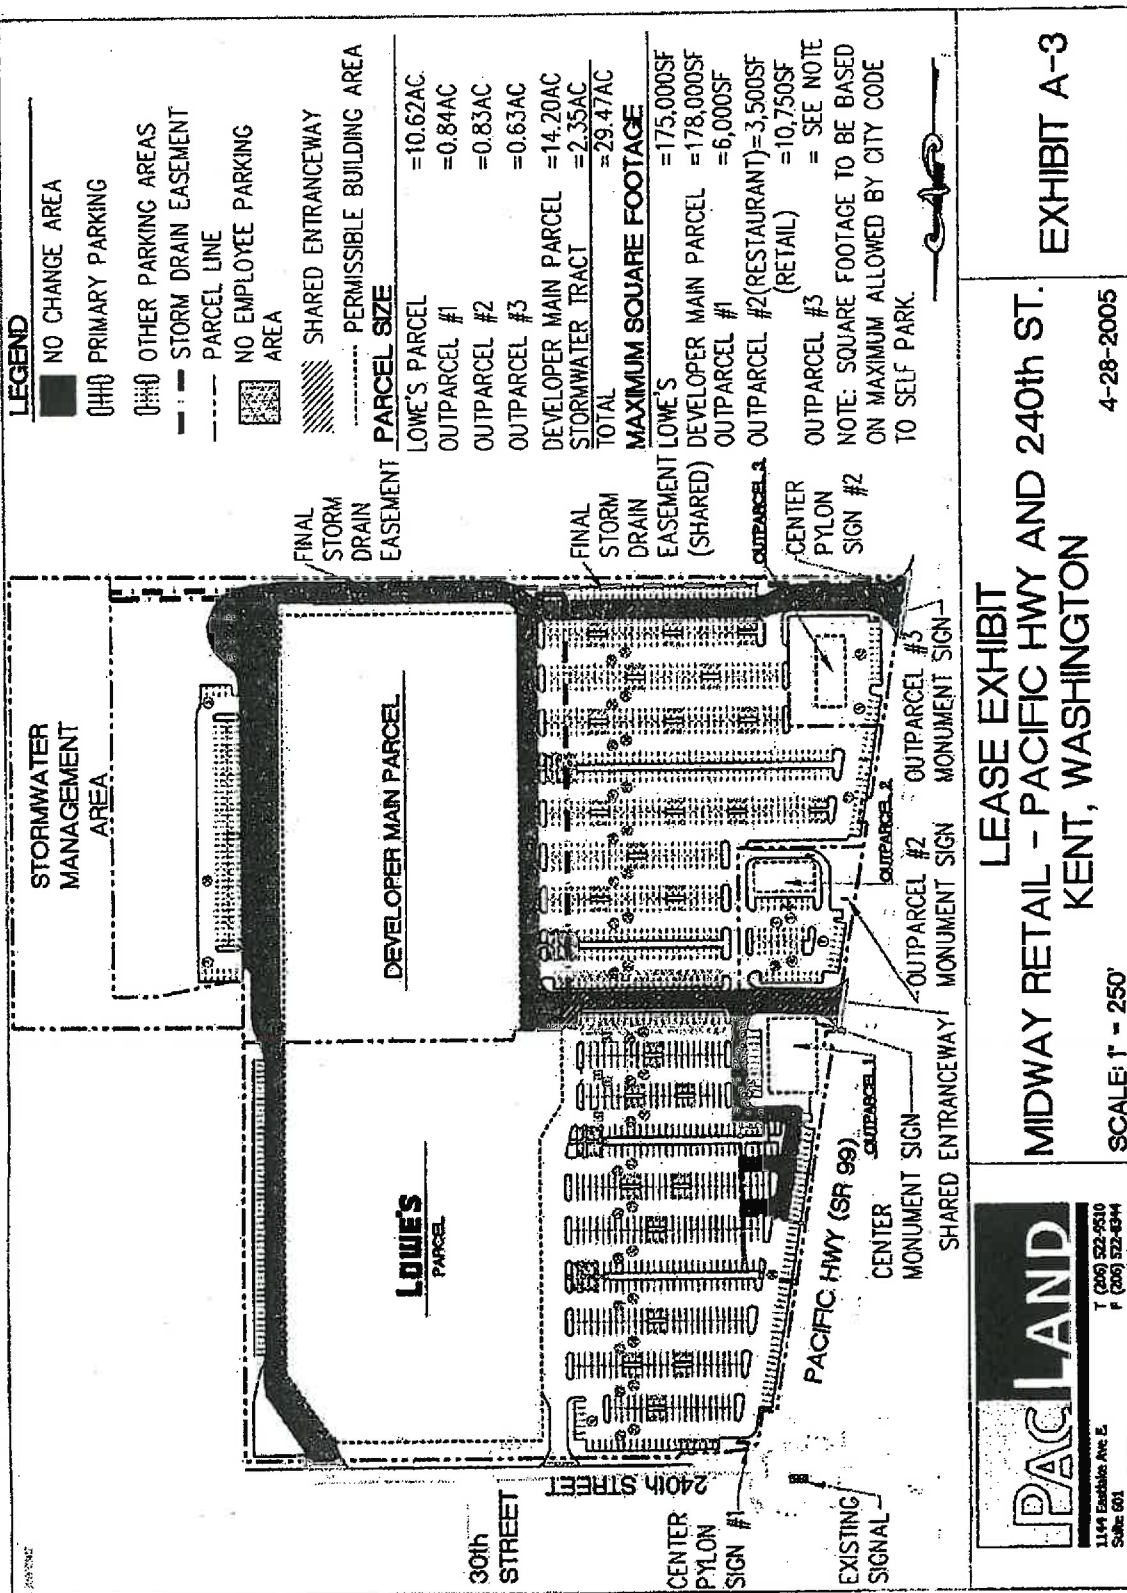 LEGEND
NO CHANGE AREA
PRIMARY PARKING
OTHER PARKING AREAS
STORM DRAIN EASEMENT
PARCEL LINE
NO EMPLOYEE PARKING
AREA
SHARED ENTRANCEWAY
PERMISSIBLE BUILDING AREA
PARCEL SIZE
LOWE'S PARCEL =10.62AC.
OUTPARCEL #1 =0.84AC
OUTPARCEL #2 =0.83AC
OUTPARCEL #3 =0.63AC
DEVELOPER MAIN PARCEL =14.20AC
STORMWATER TRACT =2.35AC
TOTAL =29.47AC
MAXIMUM SQUARE FOOTAGE
LOWE'S =175,000SF
DEVELOPER MAIN PARCEL =178,000SF
OUTPARCEL #1 =6,000SF
OUTPARCEL #2(RESTAURANT)=3,500SF
(RETAIL) =10,750SF
OUTPARCEL #3 = SEE NOTE
NOTE: SQUARE FOOTAGE TO BE BASED
ON MAXIMUM ALLOWED BY CITY CODE
TO SELF PARK.
STORMWATER
MANAGEMENT
AREA
FINAL
STORM
DRAIN
EASEMENT
DEVELOPER MAIN PARCEL
FINAL
STORM
DRAIN
EASEMENT
(SHARED)
OUTPARCEL 3
CENTER
PYLON
SIGN #2
LOWE'S
PARCEL
OUTPARCEL 2
OUTPARCEL 1
OUTPARCEL #3
MONUMENT SIGN
OUTPARCEL #2
MONUMENT SIGN
SHARED ENTRANCEWAY
CENTER
MONUMENT SIGN
PACIFIC HWY (SR 99)
240th STREET
30th
STREET
CENTER
PYLON
SIGN #1
EXISTING
SIGNAL
PAC LAND
1144 Eastlake Ave E.
Suite 601
T (206) 522-9510
F (206) 522-8344
LEASE EXHIBIT
MIDWAY RETAIL - PACIFIC HWY AND 240th ST.
KENT, WASHINGTON
SCALE: 1" - 250'
4-28-2005
EXHIBIT A-3